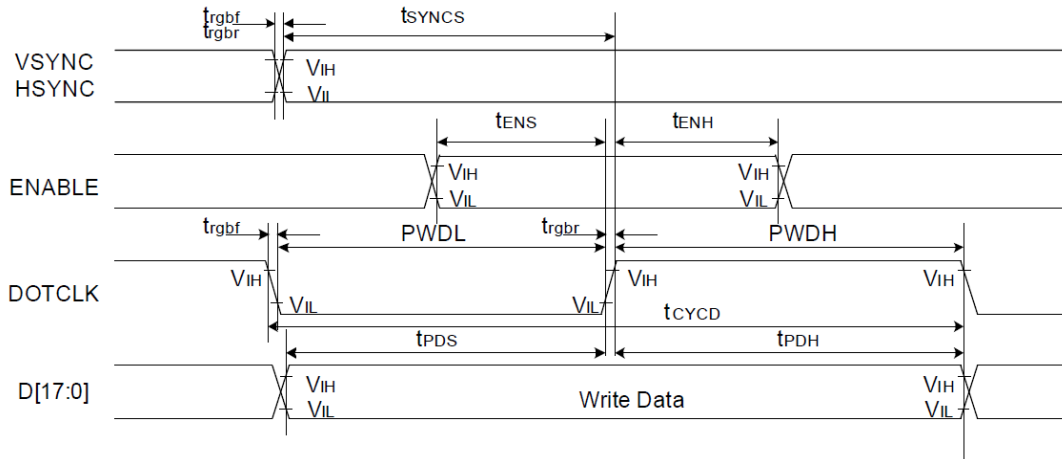 trgbf tSYNCS
trgbr
VSYNC VIH
HSYNC VIL
tENS tENH
ENABLE VIH VIH
VIL VIL
trgbf PWDL trgbr PWDH
VIH VIH VIH
DOTCLK VIL VIL
tCYCD
tPDS tPDH
D[17:0] VIH VIH
VIL Write Data VIL